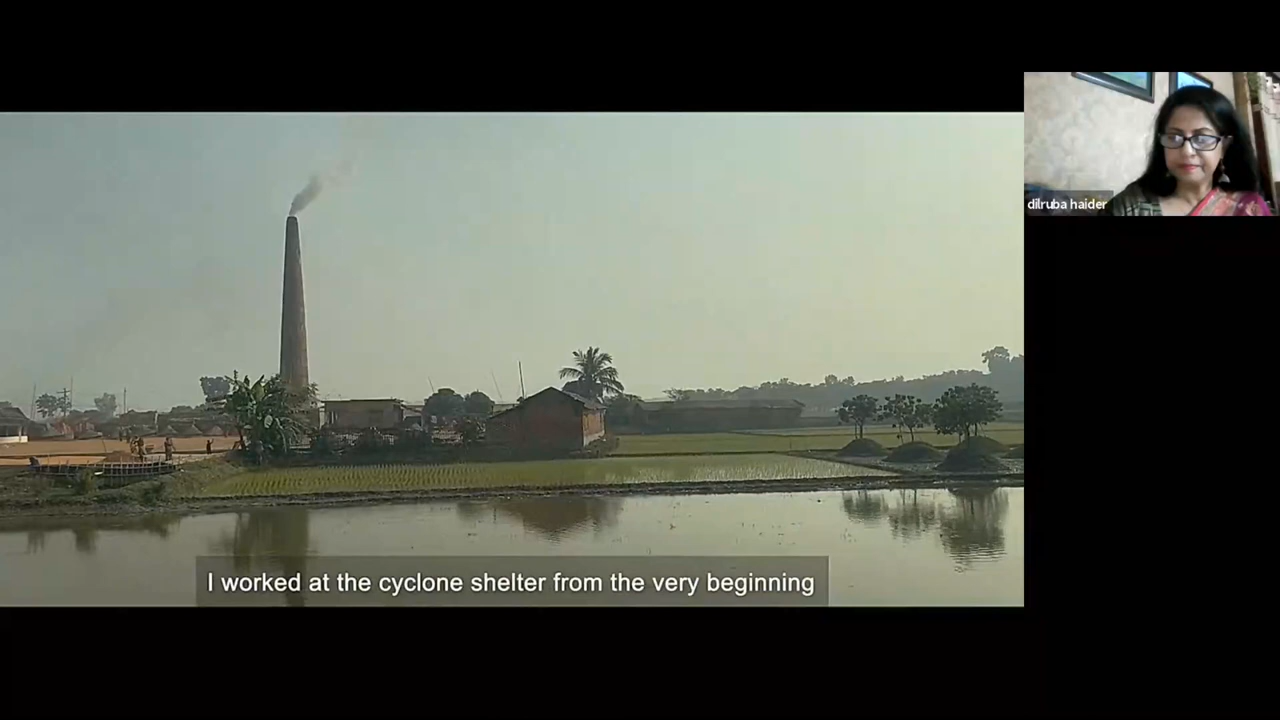 dilruba haider
I worked at the cyclone shelter from the very beginning